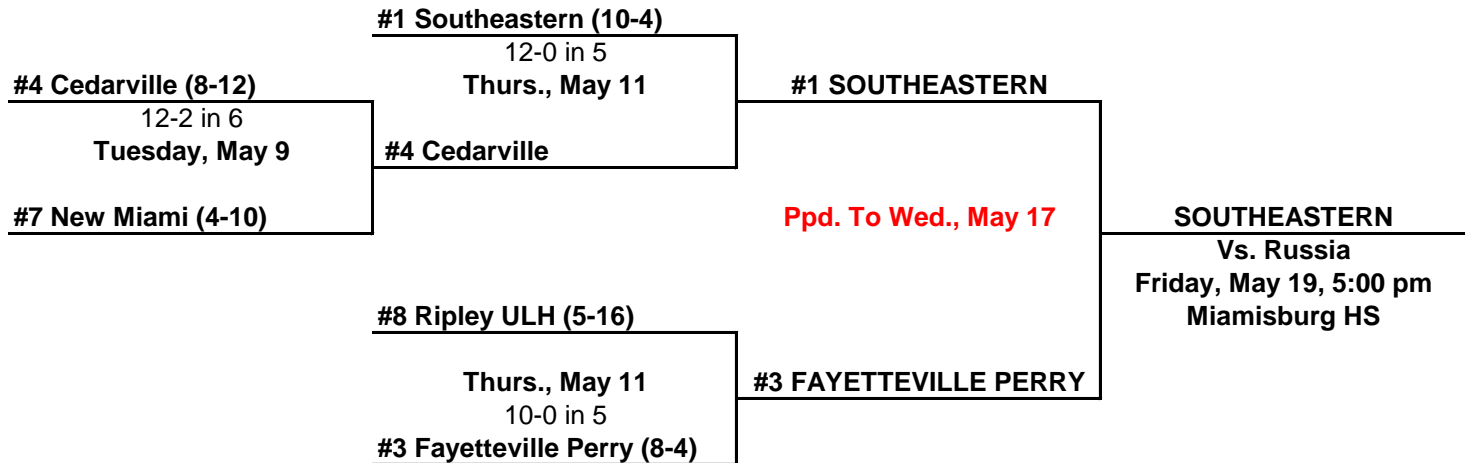 #1 Southeastern (10-4)
12-0 in 5
#4 Cedarville (8-12)
Thurs., May 11
#1 SOUTHEASTERN
12-2 in 6
Tuesday, May 9
#4 Cedarville
#7 New Miami (4-10)
Ppd. To Wed., May 17
SOUTHEASTERN
Vs. Russia
Friday, May 19, 5:00 pm
Miamisburg HS
#8 Ripley ULH (5-16)
Thurs., May 11
#3 FAYETTEVILLE PERRY
10-0 in 5
#3 Fayetteville Perry (8-4)